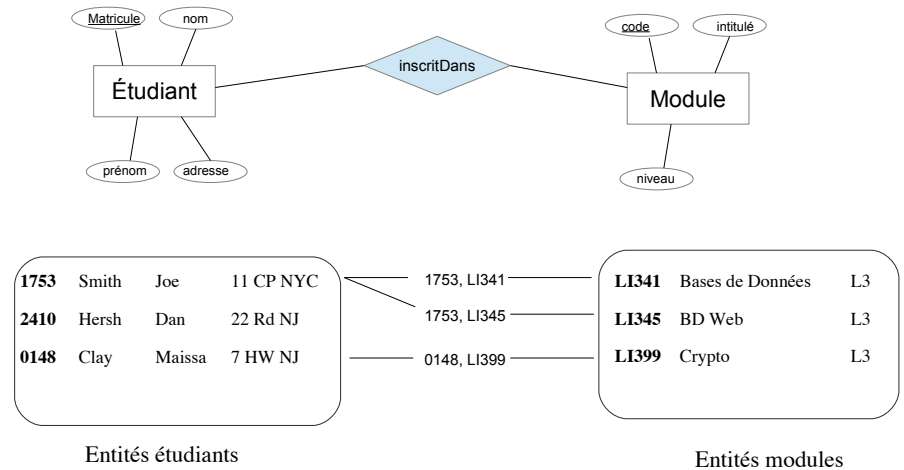 Matricule nom
code intitulé
inscritDans
Étudiant
Module
prénom adresse
niveau
1753 Smith Joe 11 CP NYC
2410 Hersh Dan 22 Rd NJ
0148 Clay Maissa 7 HW NJ
1753, LI341
1753, LI345
0148, LI399
LI341 Bases de Données L3
LI345 BD Web L3
LI399 Crypto L3
Entités étudiants
Entités modules